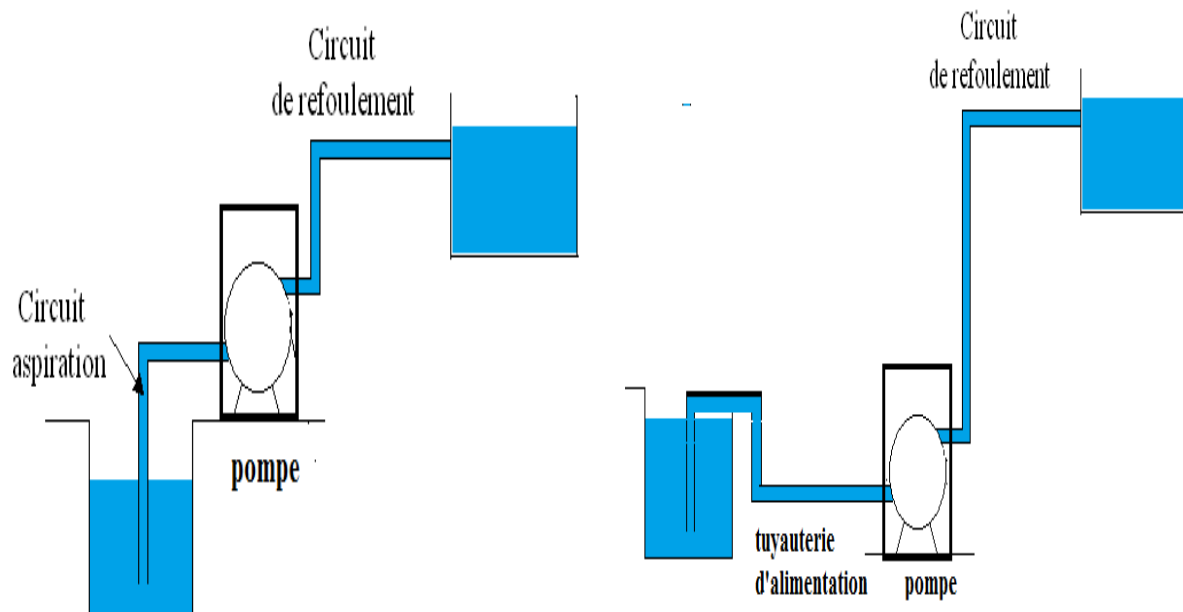 Circuit
de refoulement
Circuit
aspiration
pompe
Circuit
de refoulement
tuyauterie
d'alimentation
pompe